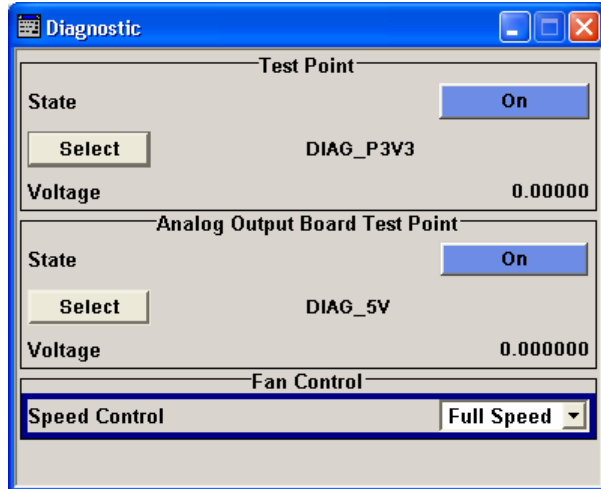 Diagnostic
Test Point
State On
Select DIAG_P3V3
Voltage 0.00000
Analog Output Board Test Point
State On
Select DIAG_5V
Voltage 0.000000
Fan Control
Speed Control Full Speed